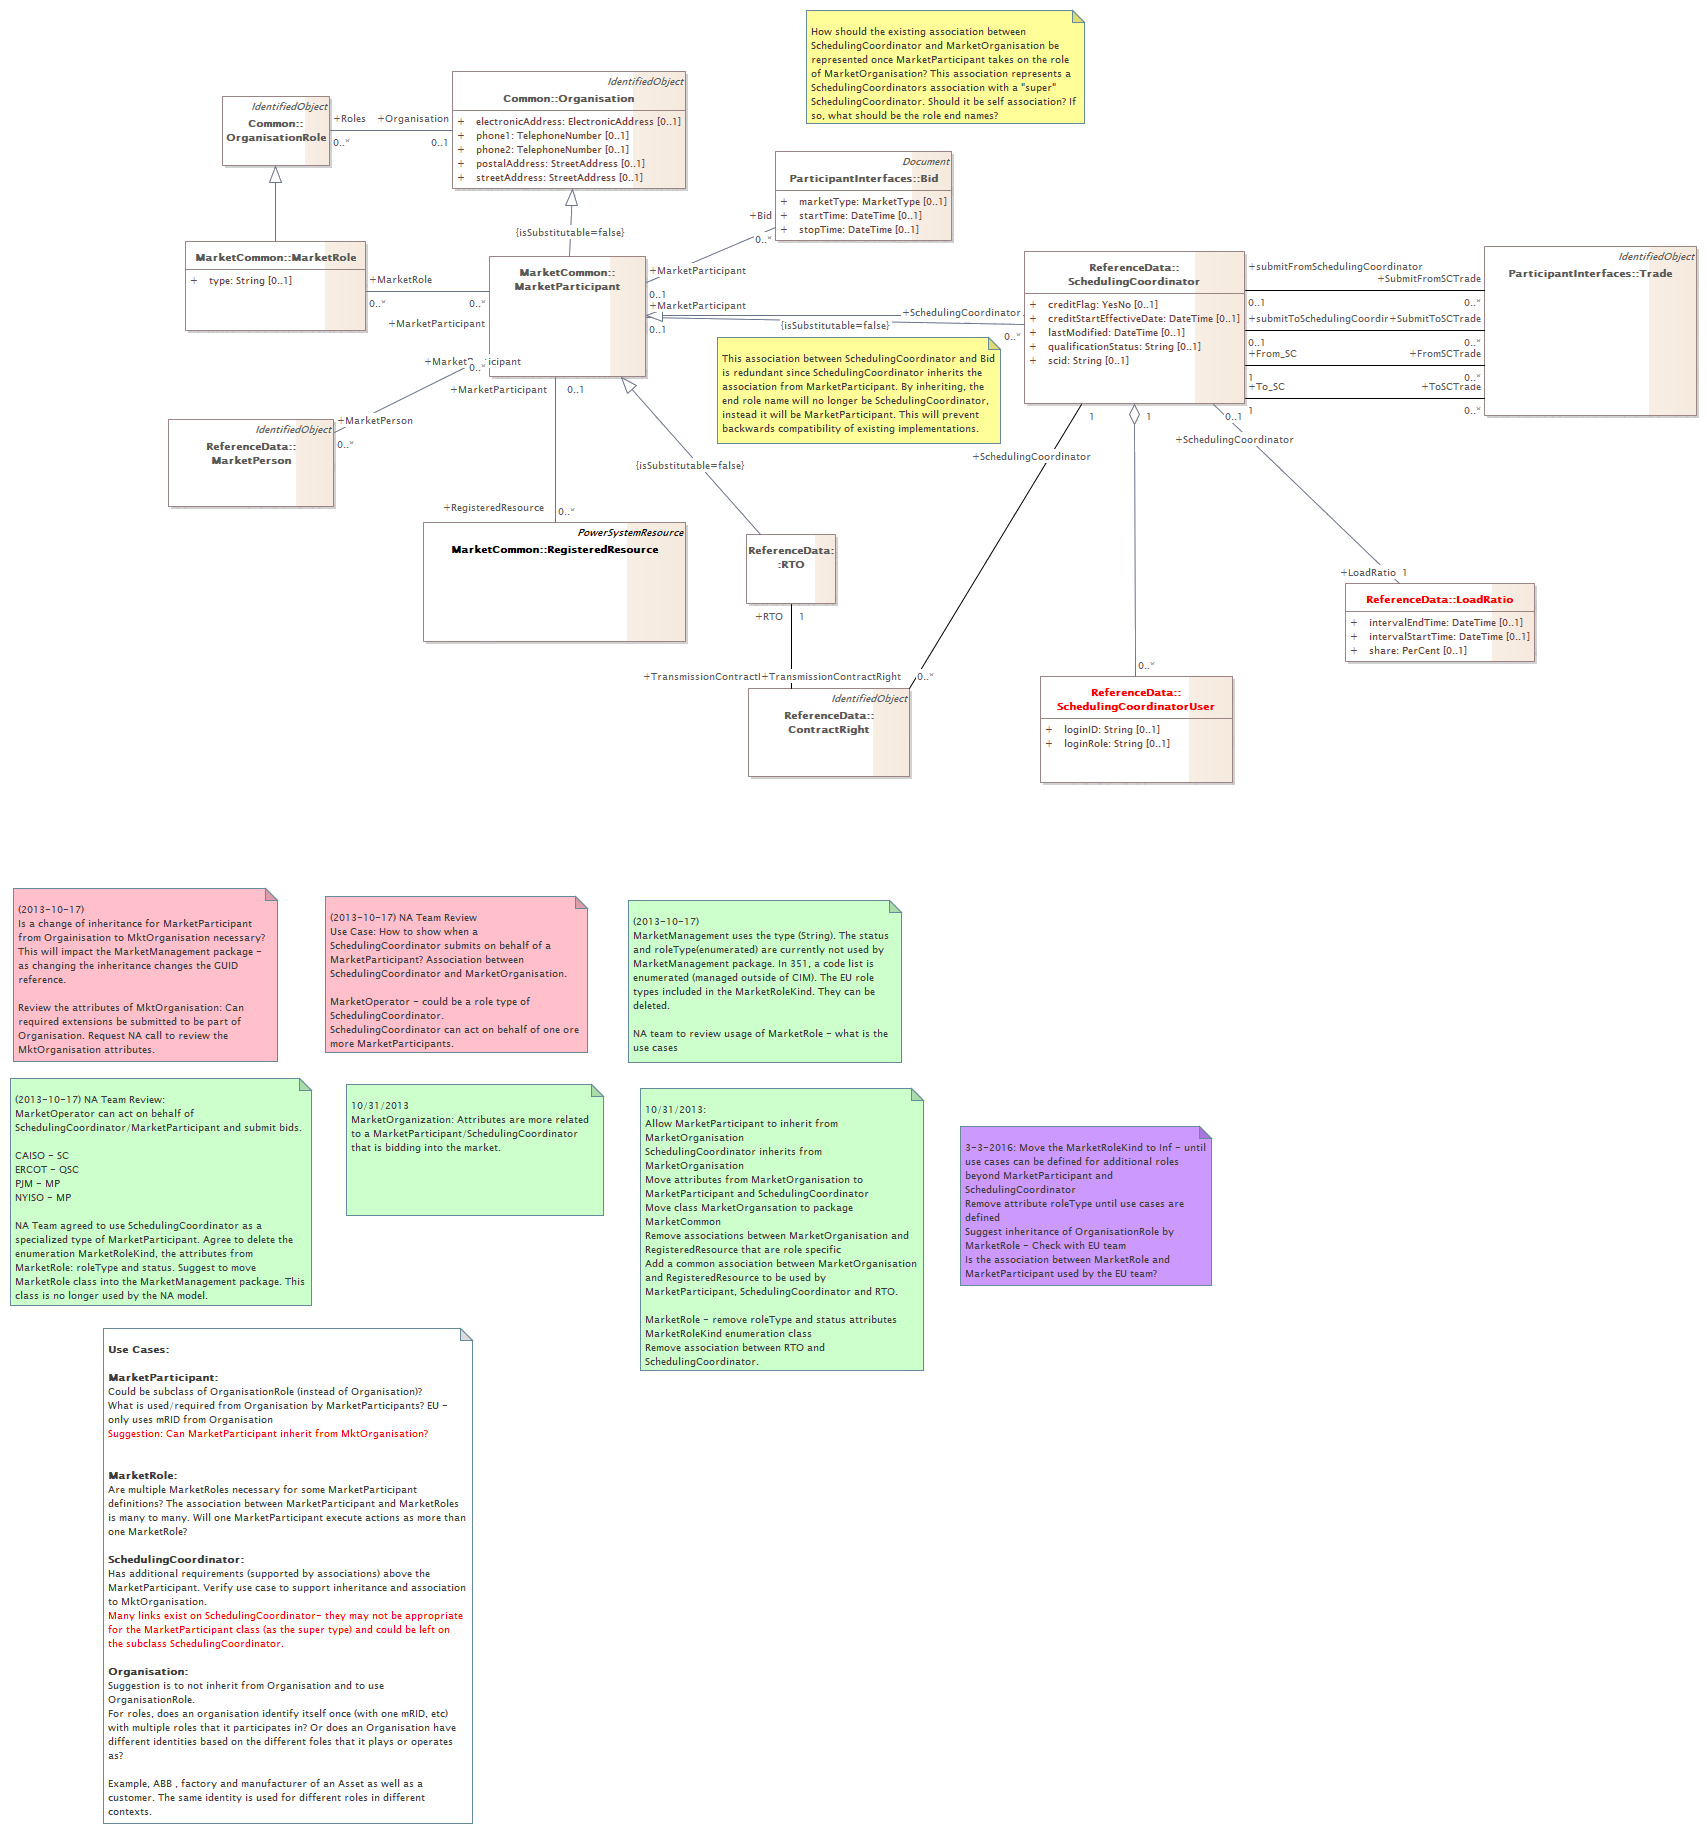 How should the existing association between
SchedulingCoordinator and MarketOrganisation be
represented once MarketParticipant takes on the role
of MarketOrganisation? This association represents a
SchedulingCoordinators association with a "super"
SchedulingCoordinator. Should it be self association? If
so, what should be the role end names?
IdentifiedObject
Common::
OrganisationRole
+Roles
0..*
+Organisation
0..1
IdentifiedObject
Common::Organisation
+ electronicAddress: ElectronicAddress [0..1]
+ phone1: TelephoneNumber [0..1]
+ phone2: TelephoneNumber [0..1]
+ postalAddress: StreetAddress [0..1]
+ streetAddress: StreetAddress [0..1]
Document
ParticipantInterfaces::Bid
+ marketType: MarketType [0..1]
+ startTime: DateTime [0..1]
+ stopTime: DateTime [0..1]
+Bid
0..*
{isSubstitutable=false}
MarketCommon::MarketRole
+ type: String [0..1]
+MarketRole
0..*
0..*
+MarketParticipant
MarketCommon::
MarketParticipant
+MarketParticipant
0..1
+MarketParticipant
0..1
+SchedulingCoordinator
0..*
{isSubstitutable=false}
ReferenceData::
SchedulingCoordinator
+ creditFlag: YesNo [0..1]
+ creditStartEffectiveDate: DateTime [0..1]
+ lastModified: DateTime [0..1]
+ qualificationStatus: String [0..1]
+ scid: String [0..1]
+submitFromSchedulingCoordinator
+SubmitFromSCTrade
0..1
0..*
+submitToSchedulingCoordir
+SubmitToSCTrade
0..1
0..*
+From_SC
+FromSCTrade
1
0..*
+To_SC
+ToSCTrade
1
0..*
IdentifiedObject
ParticipantInterfaces::Trade
This association between SchedulingCoordinator and Bid
is redundant since SchedulingCoordinator inherits the
association from MarketParticipant. By inheriting, the
end role name will no longer be SchedulingCoordinator,
instead it will be MarketParticipant. This will prevent
backwards compatibility of existing implementations.
+MarketParticipant
0..*
+MarketParticipant
0..1
+MarketPerson
0..*
IdentifiedObject
ReferenceData::
MarketPerson
{isSubstitutable=false}
+RegisteredResource
0..*
PowerSystemResource
MarketCommon::RegisteredResource
ReferenceData:
:RTO
+RTO
1
1
+SchedulingCoordinator
1
0..1
+SchedulingCoordinator
+LoadRatio
1
ReferenceData::LoadRatio
+ intervalEndTime: DateTime [0..1]
+ intervalStartTime: DateTime [0..1]
+ share: PerCent [0..1]
+TransmissionContractl
+TransmissionContractRight
0..*
IdentifiedObject
ReferenceData::
ContractRight
0..*
ReferenceData::
SchedulingCoordinatorUser
+ loginID: String [0..1]
+ loginRole: String [0..1]
(2013-10-17)
Is a change of inheritance for MarketParticipant
from Orgainisation to MktOrganisation necessary?
This will impact the MarketManagement package -
as changing the inheritance changes the GUID
reference.
Review the attributes of MktOrganisation: Can
required extensions be submitted to be part of
Organisation. Request NA call to review the
MktOrganisation attributes.
(2013-10-17) NA Team Review
Use Case: How to show when a
SchedulingCoordinator submits on behalf of a
MarketParticipant? Association between
SchedulingCoordinator and MarketOrganisation.
MarketOperator - could be a role type of
SchedulingCoordinator.
SchedulingCoordinator can act on behalf of one ore
more MarketParticipants.
(2013-10-17)
MarketManagement uses the type (String). The status
and roleType(enumerated) are currently not used by
MarketManagement package. In 351, a code list is
enumerated (managed outside of CIM). The EU role
types included in the MarketRoleKind. They can be
deleted.
NA team to review usage of MarketRole - what is the
use cases
(2013-10-17) NA Team Review:
MarketOperator can act on behalf of
SchedulingCoordinator/MarketParticipant and submit bids.
CAISO - SC
ERCOT - QSC
PJM - MP
NYISO - MP
NA Team agreed to use SchedulingCoordinator as a
specialized type of MarketParticipant. Agree to delete the
enumeration MarketRoleKind, the attributes from
MarketRole: roleType and status. Suggest to move
MarketRole class into the MarketManagement package. This
class is no longer used by the NA model.
10/31/2013
MarketOrganization: Attributes are more related
to a MarketParticipant/SchedulingCoordinator
that is bidding into the market.
10/31/2013:
Allow MarketParticipant to inherit from
MarketOrganisation
SchedulingCoordinator inherits from
MarketOrganisation
Move attributes from MarketOrganisation to
MarketParticipant and SchedulingCoordinator
Move class MarketOrgansation to package
MarketCommon
Remove associations between MarketOrganisation and
RegisteredResource that are role specific
Add a common association between MarketOrganisation
and RegisteredResource to be used by
MarketParticipant, SchedulingCoordinator and RTO.
MarketRole - remove roleType and status attributes
MarketRoleKind enumeration class
Remove association between RTO and
SchedulingCoordinator.
3-3-2016: Move the MarketRoleKind to Inf - until
use cases can be defined for additional roles
beyond MarketParticipant and
SchedulingCoordinator
Remove attribute roleType until use cases are
defined
Suggest inheritance of OrganisationRole by
MarketRole - Check with EU team
Is the association between MarketRole and
MarketParticipant used by the EU team?
Use Cases:
MarketParticipant:
Could be subclass of OrganisationRole (instead of Organisation)?
What is used/required from Organisation by MarketParticipants? EU -
only uses mRID from Organisation
Suggestion: Can MarketParticipant inherit from MktOrganisation?
MarketRole:
Are multiple MarketRoles necessary for some MarketParticipant
definitions? The association between MarketParticipant and MarketRoles
is many to many. Will one MarketParticipant execute actions as more than
one MarketRole?
SchedulingCoordinator:
Has additional requirements (supported by associations) above the
MarketParticipant. Verify use case to support inheritance and association
to MktOrganisation.
Many links exist on SchedulingCoordinator- they may not be appropriate
for the MarketParticipant class (as the super type) and could be left on
the subclass SchedulingCoordinator.
Organisation:
Suggestion is to not inherit from Organisation and to use
OrganisationRole.
For roles, does an organisation identify itself once (with one mRID, etc)
with multiple roles that it participates in? Or does an Organisation have
different identities based on the different foles that it plays or operates
as?
Example, ABB , factory and manufacturer of an Asset as well as a
customer. The same identity is used for different roles in different
contexts.